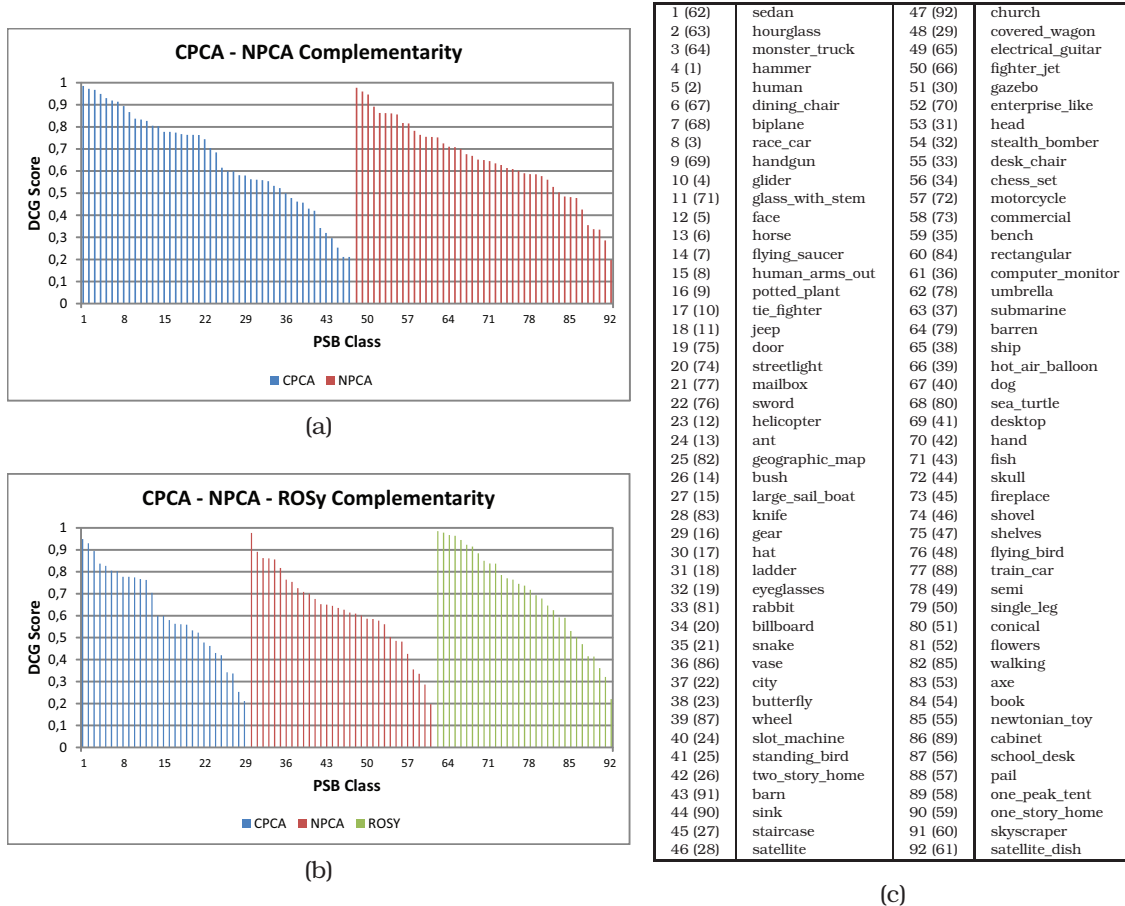 CPCA - NPCA Complementarity
DCG Score
1
0,9
0,8
0,7
0,6
0,5
0,4
0,3
0,2
0,1
0
1 8 15 22 29 36 43 50 57 64 71 78 85 92
PSB Class
CPCA NPCA
(a)
CPCA - NPCA - ROSy Complementarity
DCG Score
1
0,9
0,8
0,7
0,6
0,5
0,4
0,3
0,2
0,1
0
1 8 15 22 29 36 43 50 57 64 71 78 85 92
PSB Class
CPCA NPCA ROSY
(b)
1 (62) sedan 47 (92) church
2 (63) hourglass 48 (29) covered_wagon
3 (64) monster_truck 49 (65) electrical_guitar
4 (1) hammer 50 (66) fighter_jet
5 (2) human 51 (30) gazebo
6 (67) dining_chair 52 (70) enterprise_like
7 (68) biplane 53 (31) head
8 (3) race_car 54 (32) stealth_bomber
9 (69) handgun 55 (33) desk_chair
10 (4) glider 56 (34) chess_set
11 (71) glass_with_stem 57 (72) motorcycle
12 (5) face 58 (73) commercial
13 (6) horse 59 (35) bench
14 (7) flying_saucer 60 (84) rectangular
15 (8) human_arms_out 61 (36) computer_monitor
16 (9) potted_plant 62 (78) umbrella
17 (10) tie_fighter 63 (37) submarine
18 (11) jeep 64 (79) barren
19 (75) door 65 (38) ship
20 (74) streetlight 66 (39) hot_air_balloon
21 (77) mailbox 67 (40) dog
22 (76) sword 68 (80) sea_turtle
23 (12) helicopter 69 (41) desktop
24 (13) ant 70 (42) hand
25 (82) geographic_map 71 (43) fish
26 (14) bush 72 (44) skull
27 (15) large_sail_boat 73 (45) fireplace
28 (83) knife 74 (46) shovel
29 (16) gear 75 (47) shelves
30 (17) hat 76 (48) flying_bird
31 (18) ladder 77 (88) train_car
32 (19) eyeglasses 78 (49) semi
33 (81) rabbit 79 (50) single_leg
34 (20) billboard 80 (51) conical
35 (21) snake 81 (52) flowers
36 (86) vase 82 (85) walking
37 (22) city 83 (53) axe
38 (23) butterfly 84 (54) book
39 (87) wheel 85 (55) newtonian_toy
40 (24) slot_machine 86 (89) cabinet
41 (25) standing_bird 87 (56) school_desk
42 (26) two_story_home 88 (57) pail
43 (91) barn 89 (58) one_peak_tent
44 (90) sink 90 (59) one_story_home
45 (27) staircase 91 (60) skyscraper
46 (28) satellite 92 (61) satellite_dish
(c)